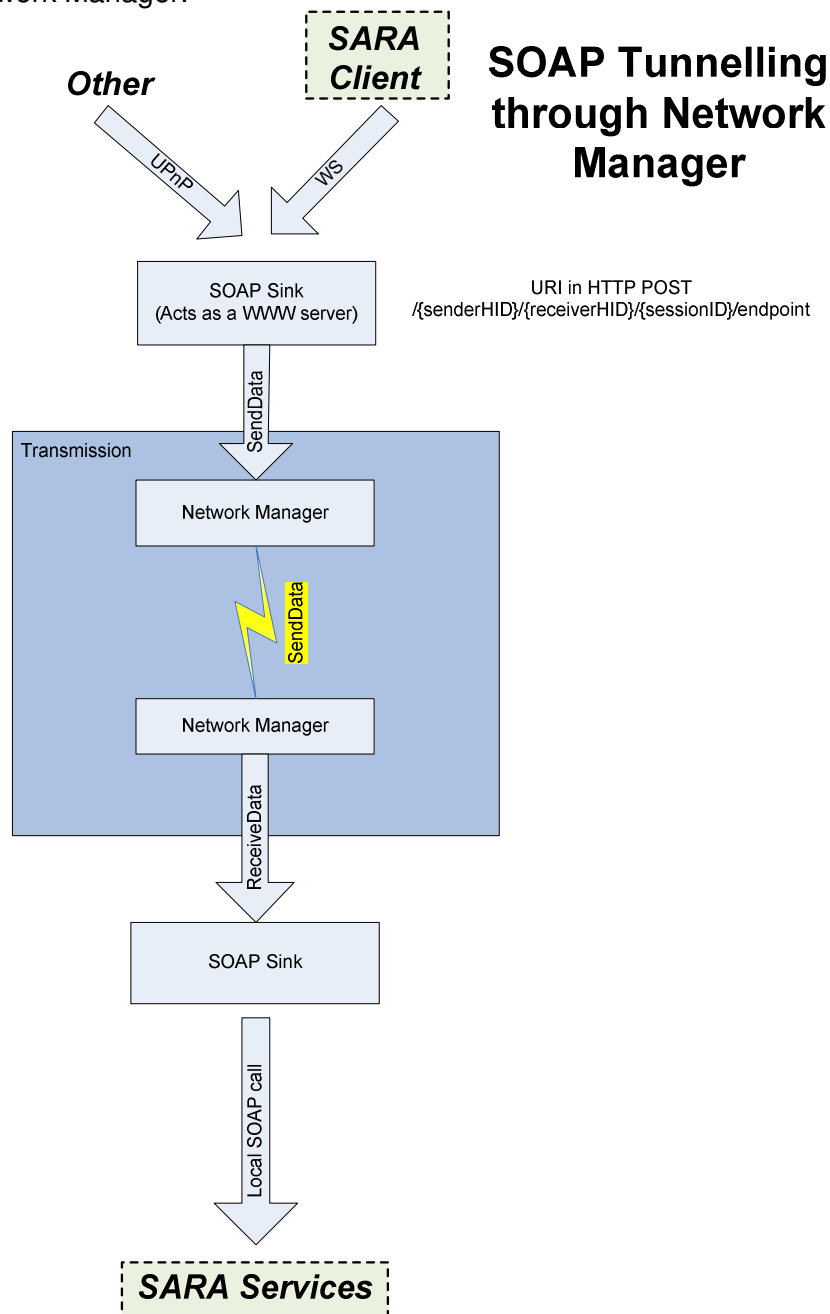 work Manager.
SARA
Client
SOAP Tunnelling
through Network
Manager
Other
UPnP
WS
SOAP Sink
(Acts as a WWW server)
URI in HTTP POST
/{senderHID}/{receiverHID}/{sessionID}/endpoint
SendData
Transmission
Network Manager
SendData
Network Manager
ReceiveData
SOAP Sink
Local SOAP call
SARA Services